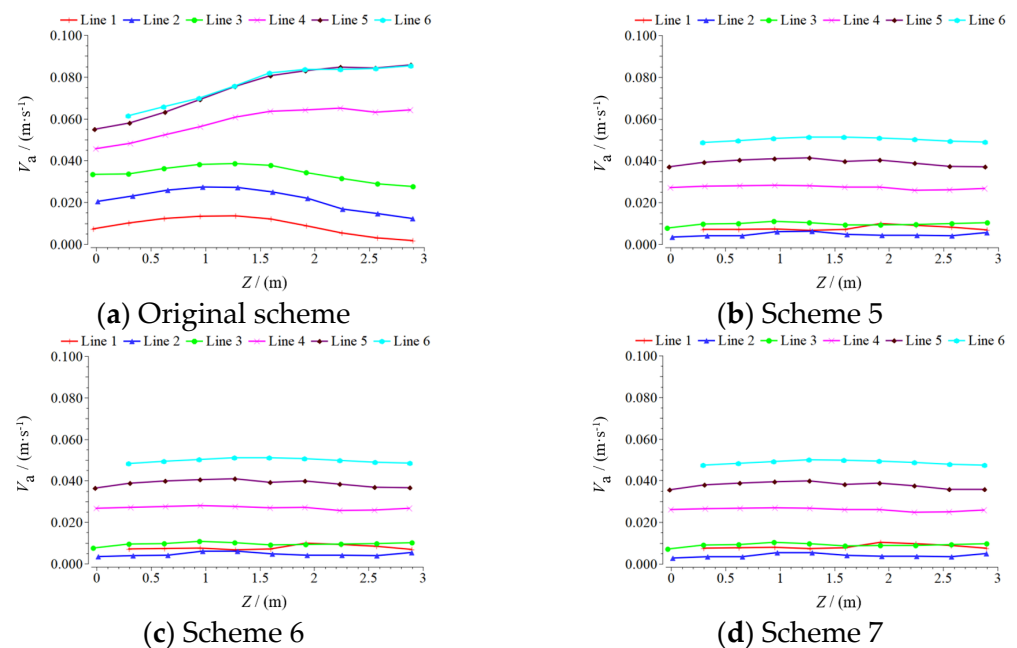 Line 1 Line 2 Line 3 Line 4 Line 5 Line 6
0.100
0.080
0.060
0.040
0.020
0.000
Va / (m·s-1)
0 0.5 1 1.5 2 2.5 3
Z / (m)
(a) Original scheme
Line 1 Line 2 Line 3 Line 4 Line 5 Line 6
0.100
0.080
0.060
0.040
0.020
0.000
Va / (m·s-1)
0 0.5 1 1.5 2 2.5 3
Z / (m)
(b) Scheme 5
Line 1 Line 2 Line 3 Line 4 Line 5 Line 6
0.100
0.080
0.060
0.040
0.020
0.000
Va / (m·s-1)
0 0.5 1 1.5 2 2.5 3
Z / (m)
(c) Scheme 6
Line 1 Line 2 Line 3 Line 4 Line 5 Line 6
0.100
0.080
0.060
0.040
0.020
0.000
Va / (m·s-1)
0 0.5 1 1.5 2 2.5 3
Z / (m)
(d) Scheme 7